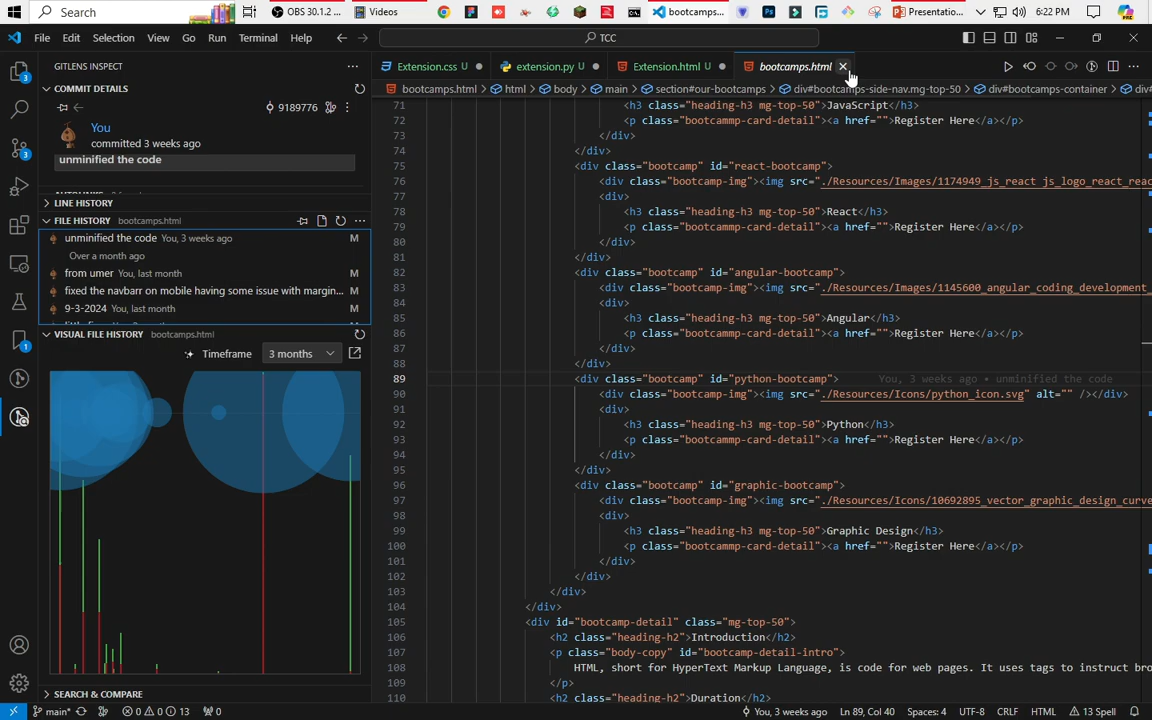 Search
OBS 30.1.2 ...
Videos
bootcamps...
Presentatio...
6:22 PM
File Edit Selection View Go Run Terminal Help
TCC
GITLENS INSPECT
Extension.css U
extension.py U
Extension.html U
bootcamps.html
COMMIT DETAILS
bootcamps.html > html > body > main > section#our-bootcamps > div#bootcamps-side-nav.mg-top-50 > div#bootcamps-container > div#
9189776
You
committed 3 weeks ago
unminified the code
LINE HISTORY
FILE HISTORY bootcamps.html
unminified the code You, 3 weeks ago M
Over a month ago
from umer You, last month M
fixed the navbarr on mobile having some issue with margin... M
9-3-2024 You, last month M
VISUAL FILE HISTORY bootcamps.html
Timeframe 3 months
SEARCH & COMPARE
71 <h3 class="heading-h3 mg-top-50">JavaScript</h3>
72 <p class="bootcammp-card-detail"><a href="">Register Here</a></p>
73 </div>
74 </div>
75 <div class="bootcamp" id="react-bootcamp">
76 <div class="bootcamp-img"><img src="./Resources/Images/1174949_js_react js_logo_react_reac
77 <div>
78 <h3 class="heading-h3 mg-top-50">React</h3>
79 <p class="bootcammp-card-detail"><a href="">Register Here</a></p>
80 </div>
81 </div>
82 <div class="bootcamp" id="angular-bootcamp">
83 <div class="bootcamp-img"><img src="./Resources/Images/1145600_angular_coding_development_
84 <div>
85 <h3 class="heading-h3 mg-top-50">Angular</h3>
86 <p class="bootcammp-card-detail"><a href="">Register Here</a></p>
87 </div>
88 </div>
89 <div class="bootcamp" id="python-bootcamp"> You, 3 weeks ago • unminified the code
90 <div class="bootcamp-img"><img src="./Resources/Icons/python_icon.svg" alt="" /></div>
91 <div>
92 <h3 class="heading-h3 mg-top-50">Python</h3>
93 <p class="bootcammp-card-detail"><a href="">Register Here</a></p>
94 </div>
95 </div>
96 <div class="bootcamp" id="graphic-bootcamp">
97 <div class="bootcamp-img"><img src="./Resources/Icons/10692895_vector_graphic_design_curve
98 <div>
99 <h3 class="heading-h3 mg-top-50">Graphic Design</h3>
100 <p class="bootcammp-card-detail"><a href="">Register Here</a></p>
101 </div>
102 </div>
103 </div>
104 </div>
105 <div id="bootcamp-detail" class="mg-top-50">
106 <h2 class="heading-h2">Introduction</h2>
107 <p class="body-copy" id="bootcamp-detail-intro">
108 HTML, short for HyperText Markup Language, is code for web pages. It uses tags to instruct bro
109 </p>
110 <h2 class="heading-h2">Duration</h2>
main* 0 0 13 0
You, 3 weeks ago Ln 89, Col 40 Spaces: 4 UTF-8 CRLF HTML 13 Spell